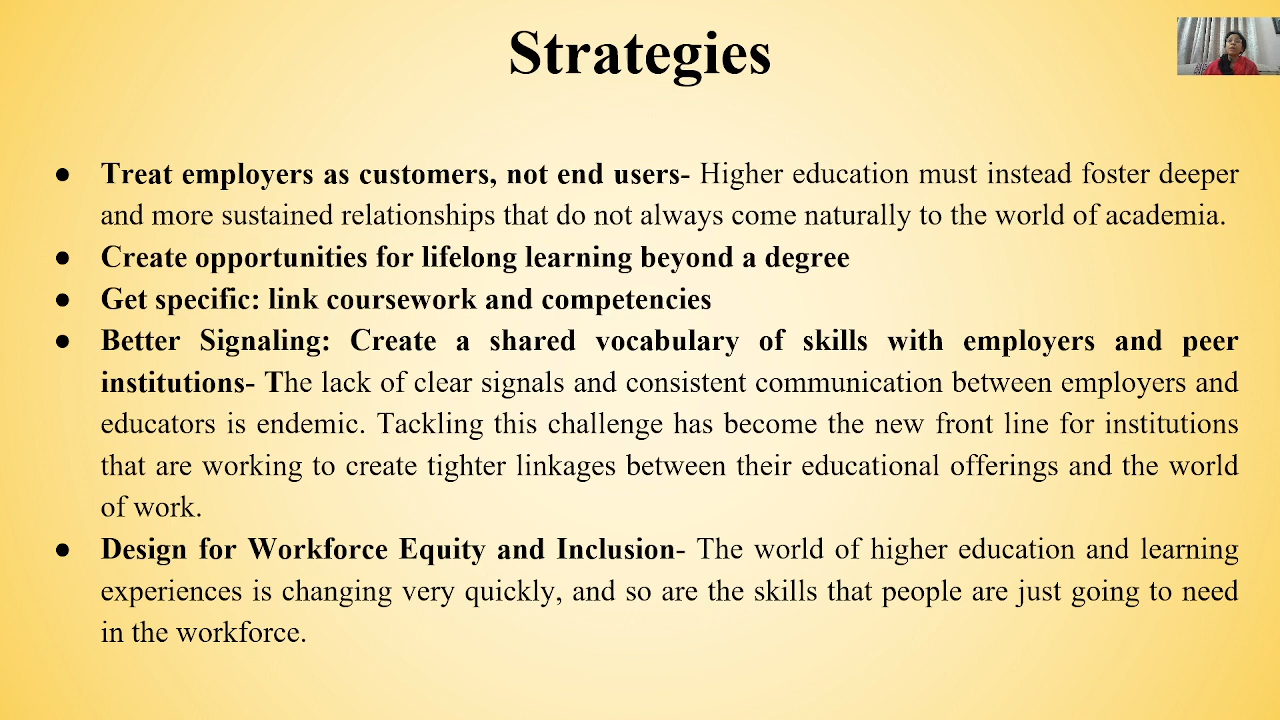 Strategies
● Treat employers as customers, not end users- Higher education must instead foster deeper
and more sustained relationships that do not always come naturally to the world of academia.
● Create opportunities for lifelong learning beyond a degree
● Get specific: link coursework and competencies
● Better Signaling: Create a shared vocabulary of skills with employers and peer
institutions- The lack of clear signals and consistent communication between employers and
educators is endemic. Tackling this challenge has become the new front line for institutions
that are working to create tighter linkages between their educational offerings and the world
of work.
● Design for Workforce Equity and Inclusion- The world of higher education and learning
experiences is changing very quickly, and so are the skills that people are just going to need
in the workforce.